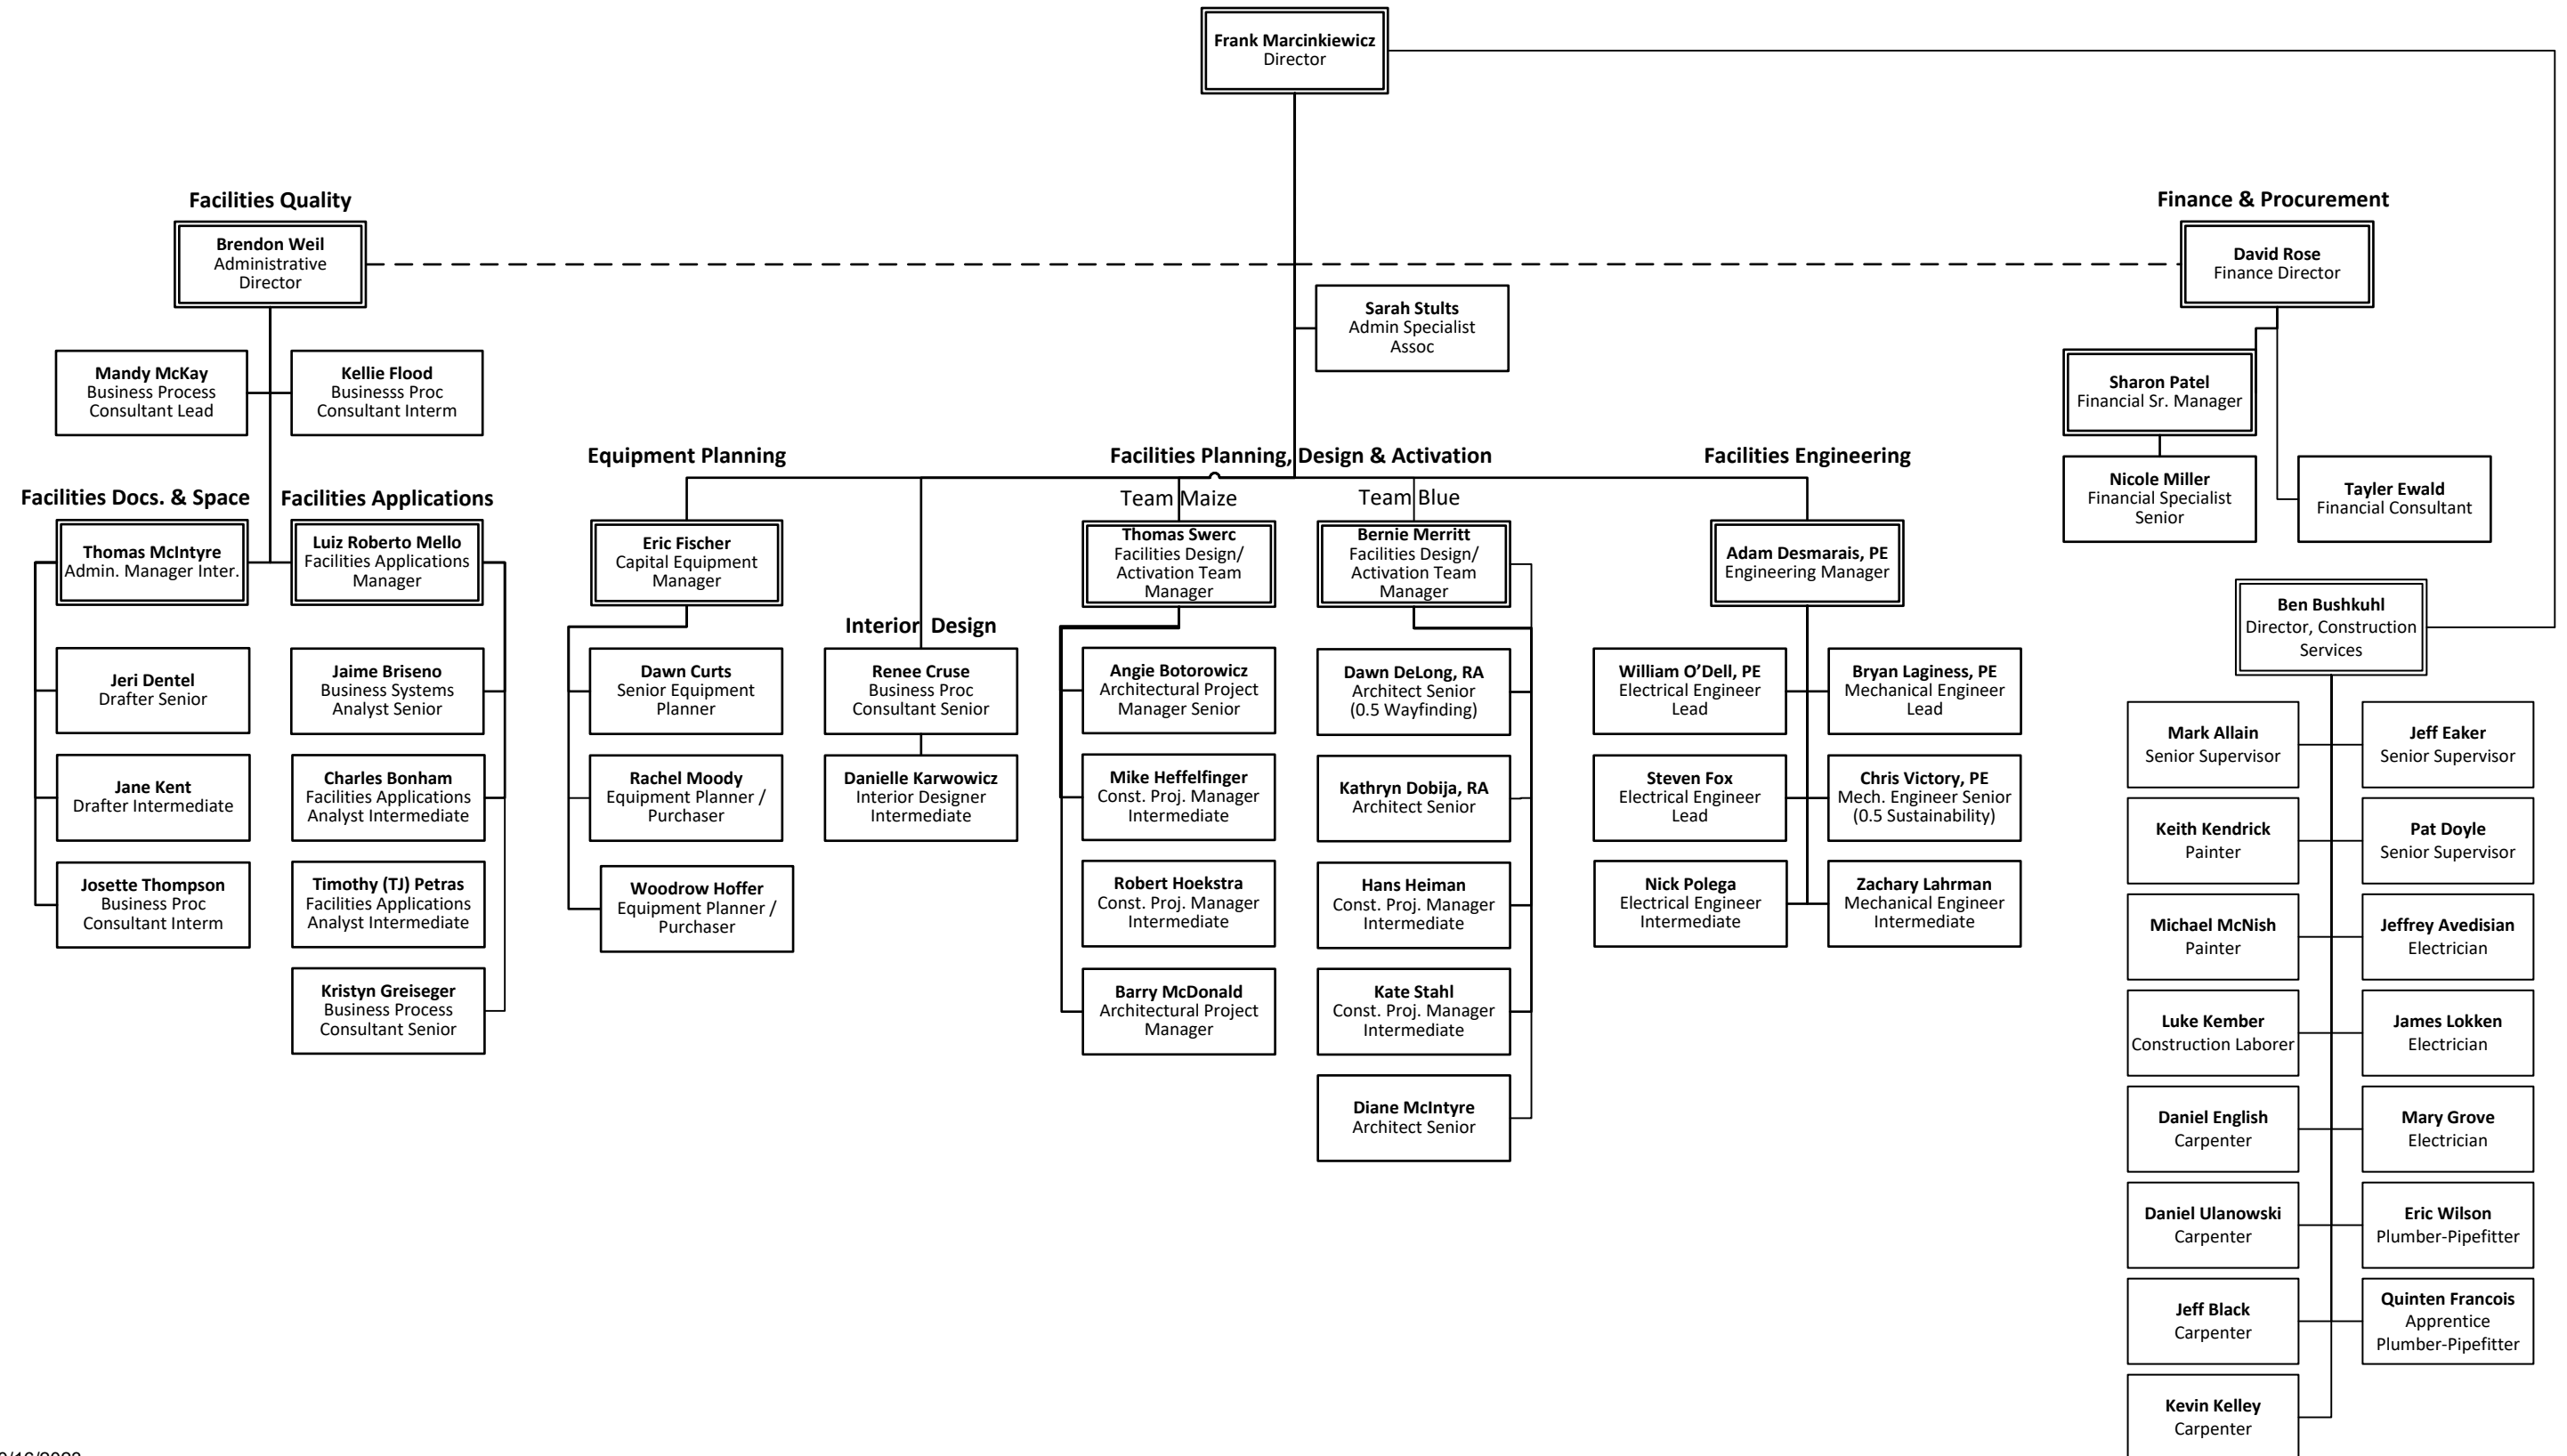 Frank Marcinkiewicz
Director
Facilities Quality
Brendon Weil
Administrative
Director
Finance & Procurement
David Rose
Finance Director
Sarah Stults
Admin Specialist
Assoc
Mandy McKay
Business Process
Consultant Lead
Kellie Flood
Businesss Proc
Consultant Interm
Sharon Patel
Financial Sr. Manager
Nicole Miller
Financial Specialist
Senior
Tayler Ewald
Financial Consultant
Facilities Docs. & Space
Thomas McIntyre
Admin. Manager Inter.
Jeri Dentel
Drafter Senior
Jane Kent
Drafter Intermediate
Josette Thompson
Business Proc
Consultant Interm
Facilities Applications
Luiz Roberto Mello
Facilities Applications
Manager
Jaime Briseno
Business Systems
Analyst Senior
Charles Bonham
Facilities Applications
Analyst Intermediate
Timothy (TJ) Petras
Facilities Applications
Analyst Intermediate
Kristyn Greiseger
Business Process
Consultant Senior
Equipment Planning
Eric Fischer
Capital Equipment
Manager
Dawn Curts
Senior Equipment
Planner
Rachel Moody
Equipment Planner /
Purchaser
Woodrow Hoffer
Equipment Planner /
Purchaser
Interior Design
Renee Cruse
Business Proc
Consultant Senior
Danielle Karwowicz
Interior Designer
Intermediate
Facilities Planning, Design & Activation
Team Maize
Thomas Swerc
Facilities Design/
Activation Team
Manager
Angie Botorowicz
Architectural Project
Manager Senior
Mike Heffelfinger
Const. Proj. Manager
Intermediate
Robert Hoekstra
Const. Proj. Manager
Intermediate
Barry McDonald
Architectural Project
Manager
Team Blue
Bernie Merritt
Facilities Design/
Activation Team
Manager
Dawn DeLong, RA
Architect Senior
(0.5 Wayfinding)
Kathryn Dobija, RA
Architect Senior
Hans Heiman
Const. Proj. Manager
Intermediate
Kate Stahl
Const. Proj. Manager
Intermediate
Diane McIntyre
Architect Senior
Facilities Engineering
Adam Desmarais, PE
Engineering Manager
William O’Dell, PE
Electrical Engineer
Lead
Bryan Laginess, PE
Mechanical Engineer
Lead
Steven Fox
Electrical Engineer
Lead
Chris Victory, PE
Mech. Engineer Senior
(0.5 Sustainability)
Nick Polega
Electrical Engineer
Intermediate
Zachary Lahrman
Mechanical Engineer
Intermediate
Ben Bushkuhl
Director, Construction
Services
Mark Allain
Senior Supervisor
Jeff Eaker
Senior Supervisor
Keith Kendrick
Painter
Pat Doyle
Senior Supervisor
Michael McNish
Painter
Jeffrey Avedisian
Electrician
Luke Kember
Construction Laborer
James Lokken
Electrician
Daniel English
Carpenter
Mary Grove
Electrician
Daniel Ulanowski
Carpenter
Eric Wilson
Plumber-Pipefitter
Jeff Black
Carpenter
Quinten Francois
Apprentice
Plumber-Pipefitter
Kevin Kelley
Carpenter